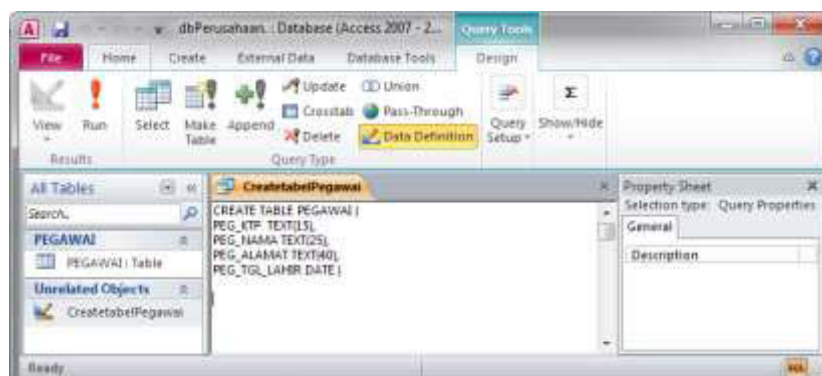 dbPerusahaan : Database (Access 2007 - 2...
Query Tools
File Home Create External Data Database Tools Design
View Run Select Make Table Append Update Crosstab Delete Union Pass-Through Data Definition Query Setup Show/Hide
Results Query Type
All Tables
Search..
PEGAWAI
PEGAWAI : Table
Unrelated Objects
CreatetabelPegawai
CreatetabelPegawai
CREATE TABLE PEGAWAI (
PEG_KTP TEXT(15),
PEG_NAMA TEXT(25),
PEG_ALAMAT TEXT(40),
PEG_TGL_LAHIR DATE )
Property Sheet
Selection type: Query Properties
General
Description
Ready
SQL